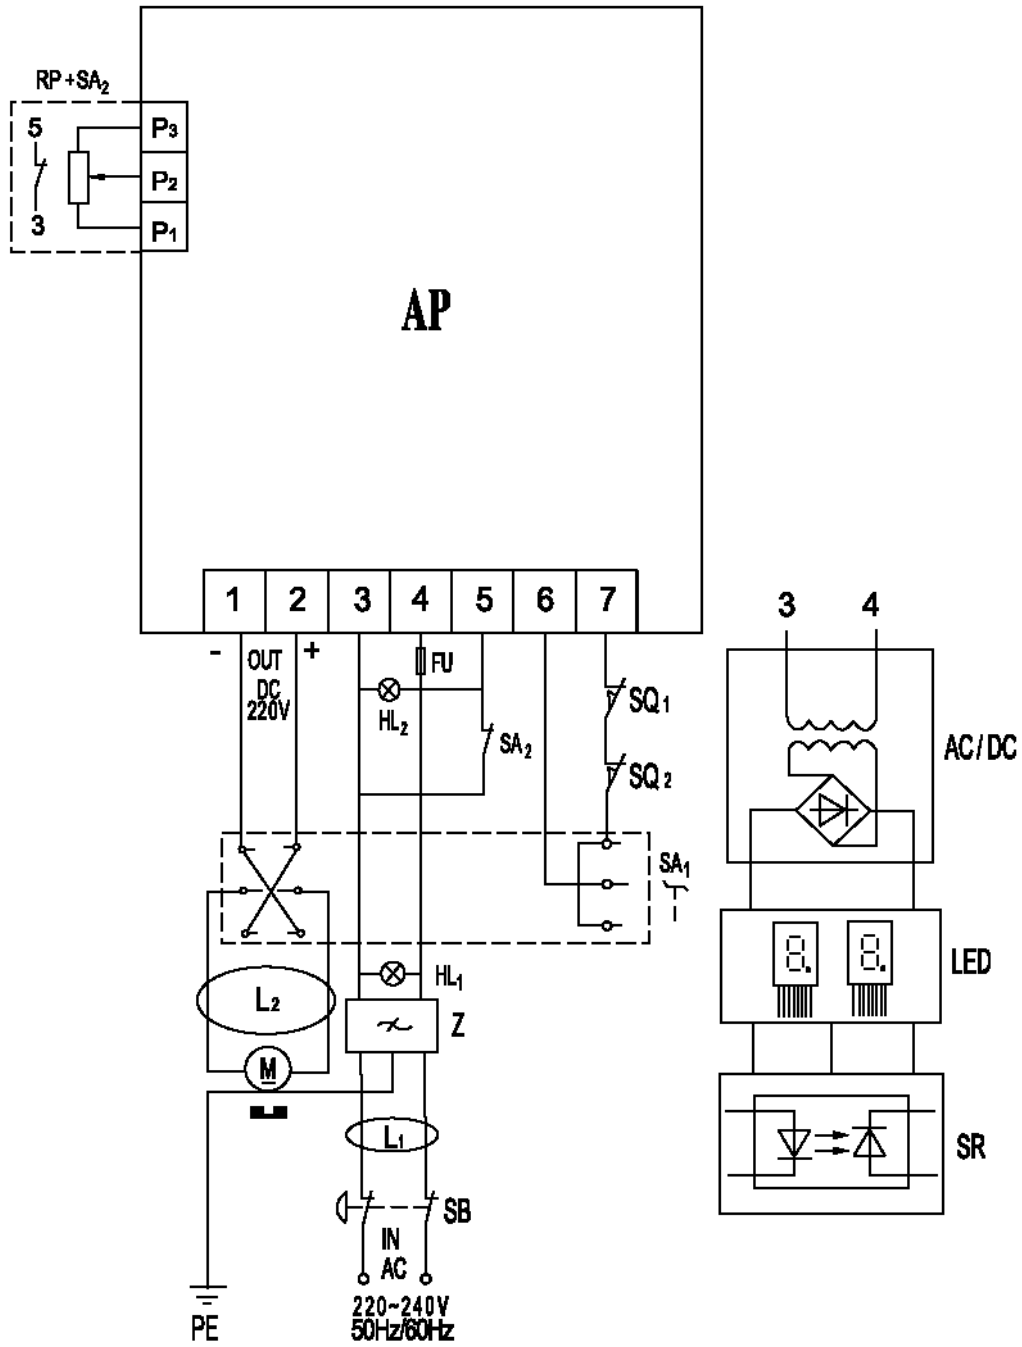 RP+SA2
5
3
P3
P2
P1
AP
1 2 3 4 5 6 7
- OUT +
DC
220V
FU
HL2
SA2
SQ1
SQ2
SA1
HL1
L2
Z
M
L1
SB
IN
AC
220~240V
50Hz/60Hz
PE
3 4
AC/DC
8. 8.
LED
SR